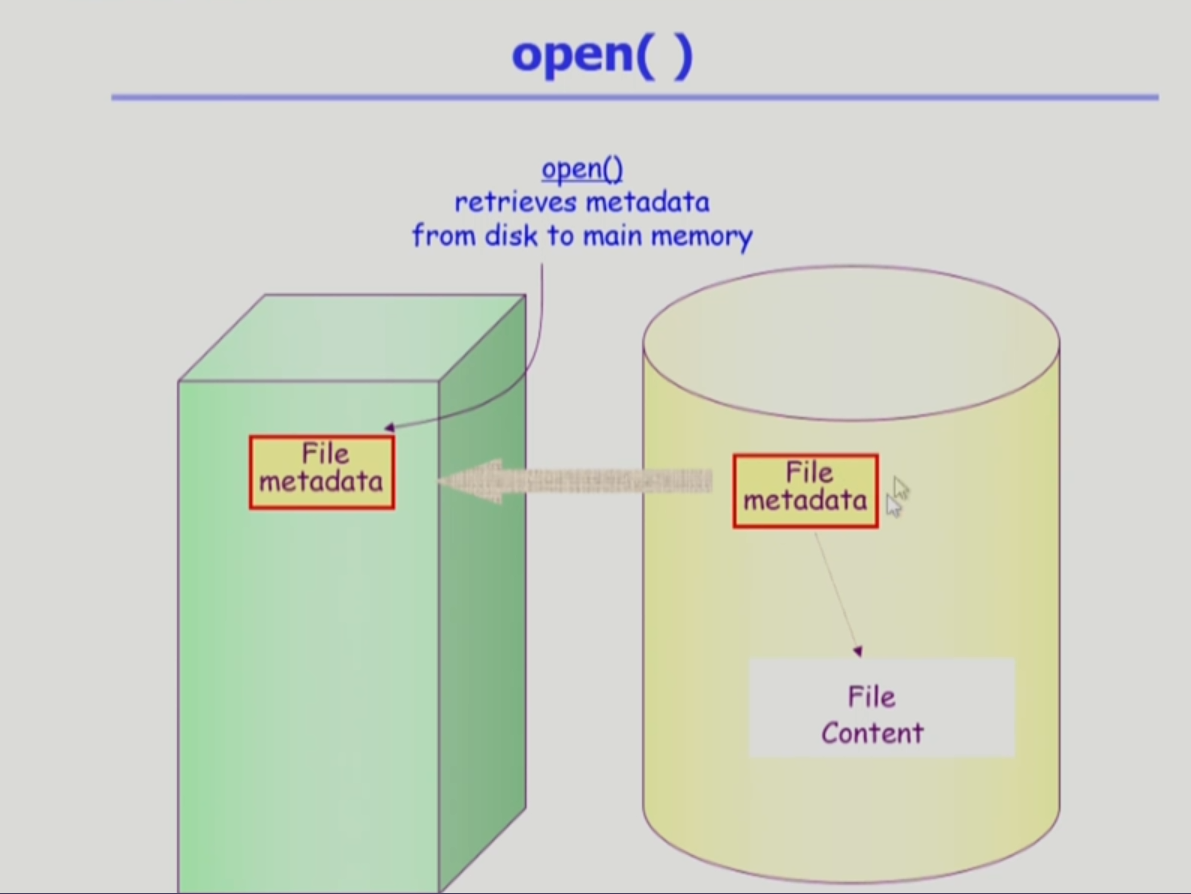 open( )
open()
retrieves metadata
from disk to main memory
File
metadata
File
metadata
File
Content